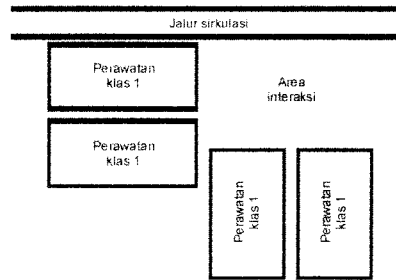 Jalur sirkulasi
Perawatan
klas 1
Area
interaksi
Perawatan
klas 1
Perawatan
klas 1
Perawatan
klas 1